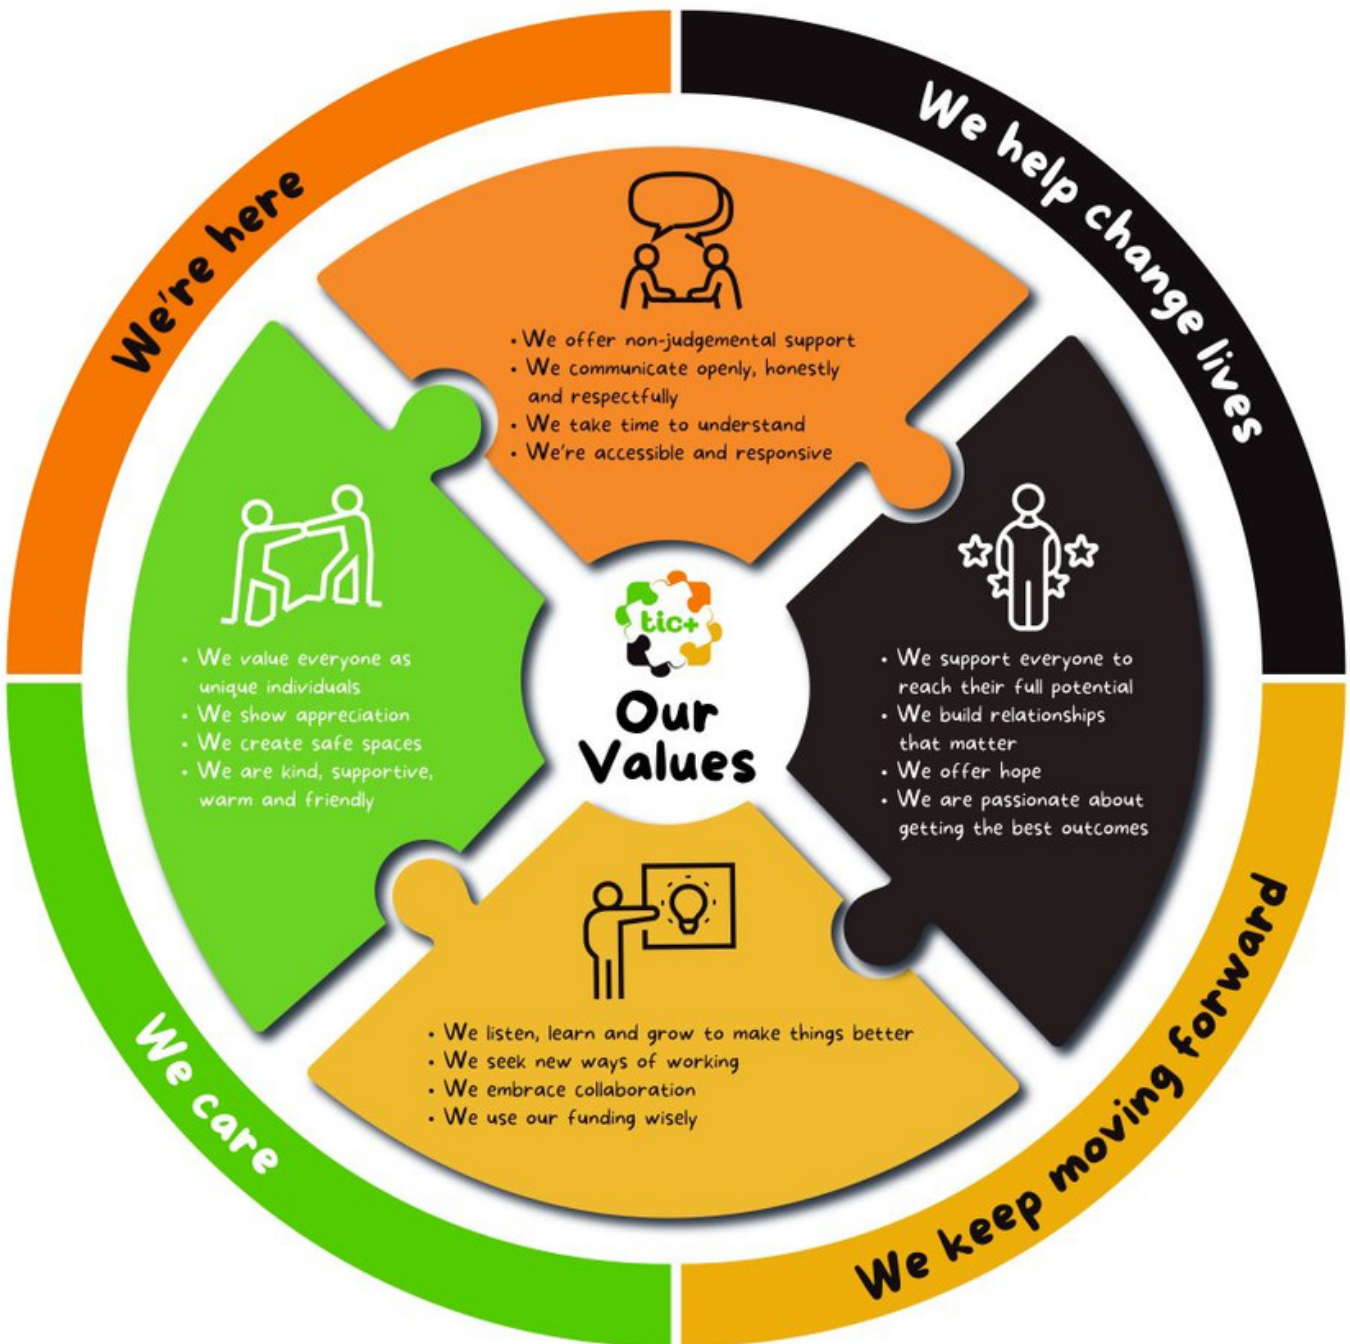 We're here
We help change lives
• We offer non-judgemental support
• We communicate openly, honestly
and respectfully
• We take time to understand
• We're accessible and responsive
• We value everyone as
unique individuals
• We show appreciation
• We create safe spaces
• We are kind, supportive,
warm and friendly
tic+
Our
Values
• We support everyone to
reach their full potential
• We build relationships
that matter
• We offer hope
• We are passionate about
getting the best outcomes
• We listen, learn and grow to make things better
• We seek new ways of working
• We embrace collaboration
• We use our funding wisely
We care
We keep moving forward